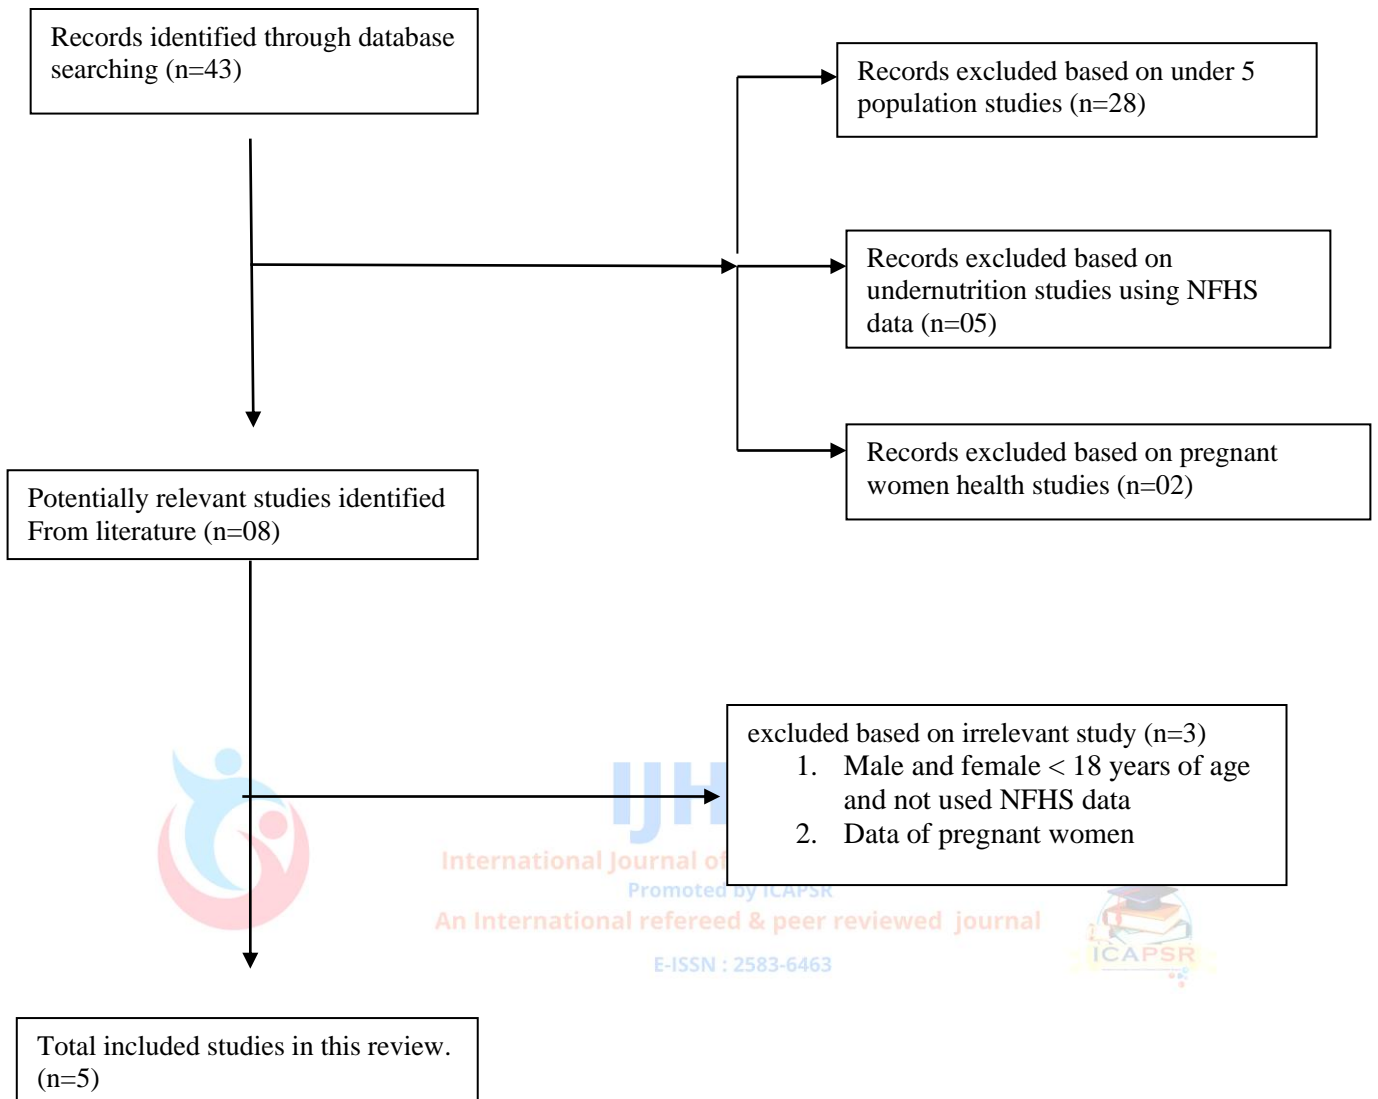 Records identified through database
searching (n=43)
Records excluded based on under 5
population studies (n=28)
Records excluded based on
undernutrition studies using NFHS
data (n=05)
Records excluded based on pregnant
women health studies (n=02)
Potentially relevant studies identified
From literature (n=08)
excluded based on irrelevant study (n=3)
1. Male and female < 18 years of age
and not used NFHS data
2. Data of pregnant women
IJH
International Journal of
Promoted by ICAPSR
An International refereed & peer reviewed journal
E-ISSN : 2583-6463
ICAPSR
Total included studies in this review.
(n=5)